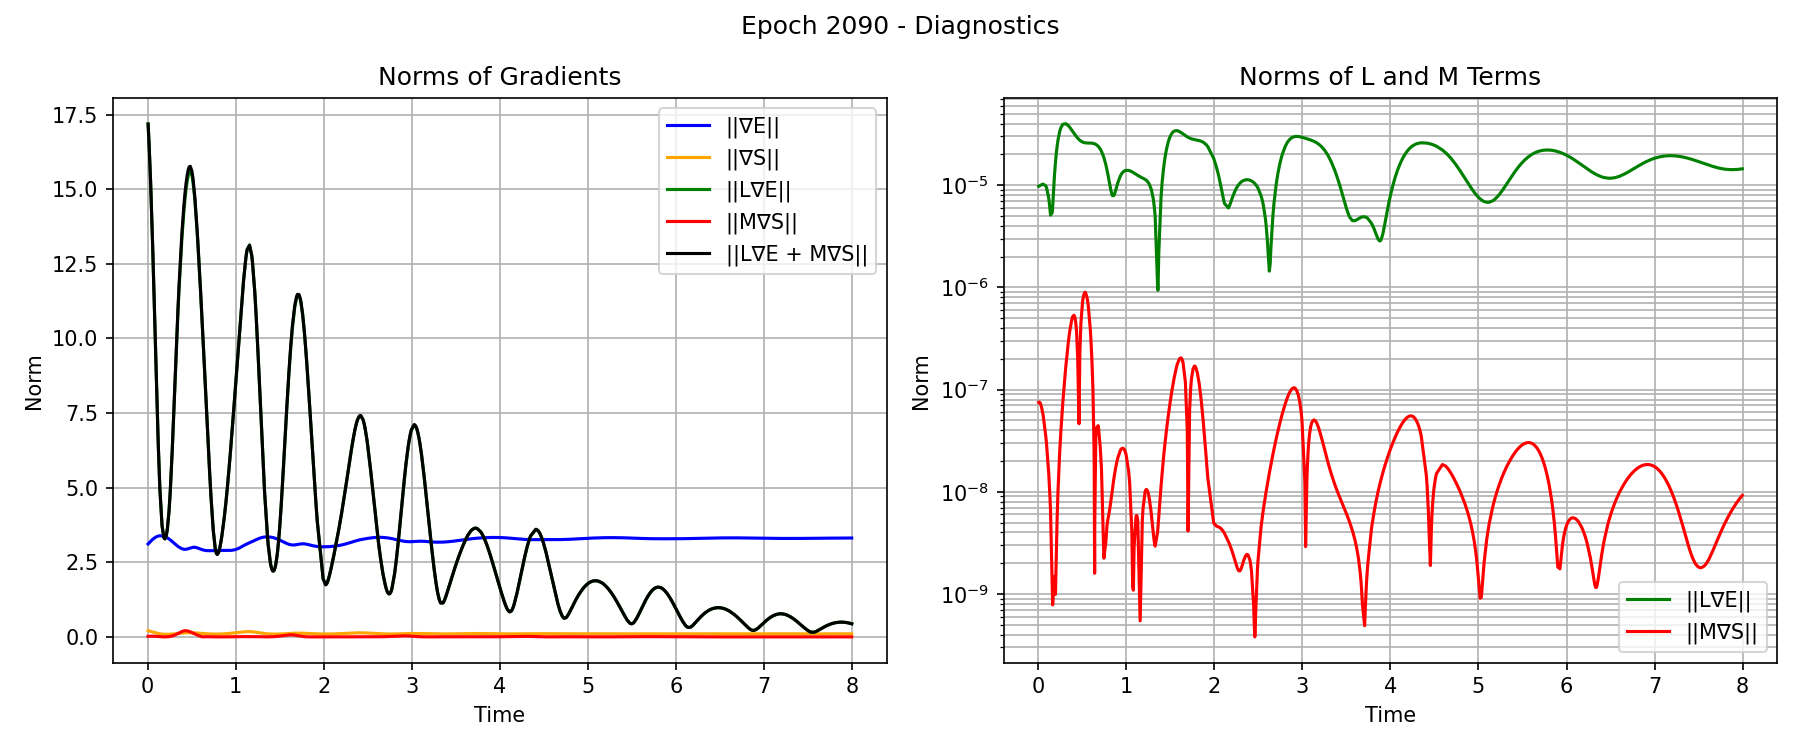 Epoch 2090 - Diagnostics
Norms of Gradients
17.5
15.0
12.5
10.0
7.5
5.0
2.5
0.0
Norm
0 1 2 3 4 5 6 7 8
Time
||∇E||
||∇S||
||L∇E||
||M∇S||
||L∇E + M∇S||
Norms of L and M Terms
10⁻⁵
10⁻⁶
10⁻⁷
10⁻⁸
10⁻⁹
Norm
0 1 2 3 4 5 6 7 8
Time
||L∇E||
||M∇S||